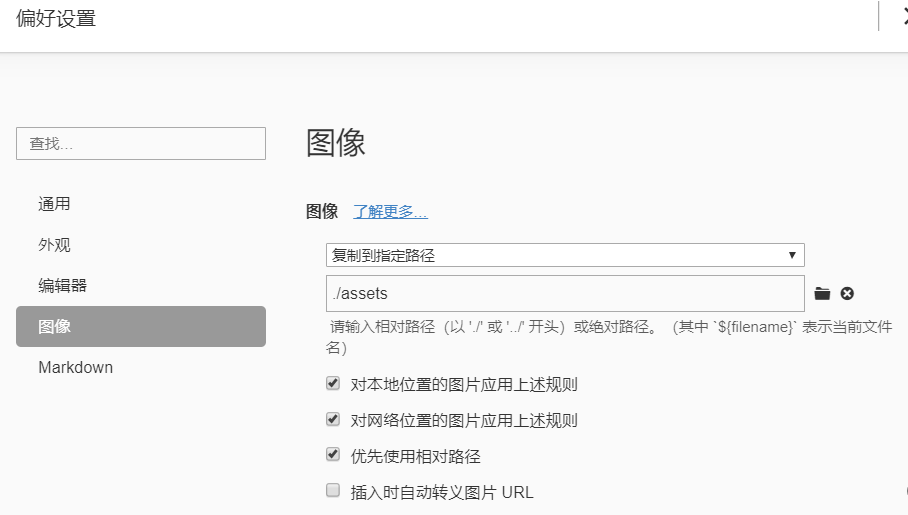 偏好设置
查找...
图像
通用
图像 了解更多...
外观
复制到指定路径
编辑器
./assets
图像
请输入相对路径（以 './' 或 '../' 开头）或绝对路径。（其中 `${filename}` 表示当前文件
名）
Markdown
对本地位置的图片应用上述规则
对网络位置的图片应用上述规则
优先使用相对路径
插入时自动转义图片 URL